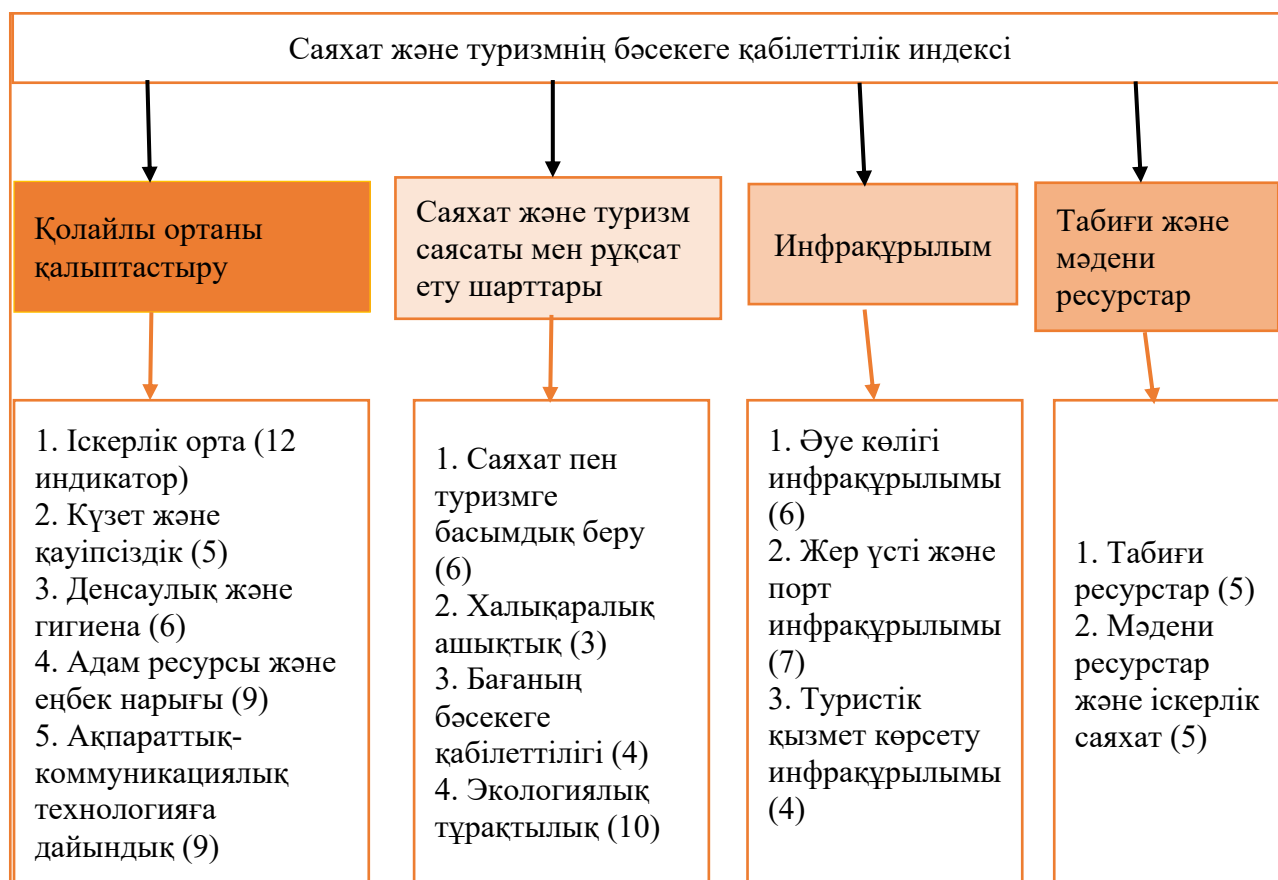 Саяхат және туризмнің бәсекеге қабілеттілік индексі
Қолайлы ортаны
қалыптастыру
Саяхат және туризм
саясаты мен рұқсат
ету шарттары
Инфрақұрылым
Табиғи және
мәдени
ресурстар
1. Іскерлік орта (12
индикатор)
2. Күзет және
қауіпсіздік (5)
3. Денсаулық және
гигиена (6)
4. Адам ресурсы және
еңбек нарығы (9)
5. Ақпараттық-
коммуникациялық
технологияға
дайындық (9)
1. Саяхат пен
туризмге
басымдық беру
(6)
2. Халықаралық
ашықтық (3)
3. Бағаның
бәсекеге
қабілеттілігі (4)
4. Экологиялық
тұрақтылық (10)
1. Әуе көлігі
инфрақұрылымы
(6)
2. Жер үсті және
порт
инфрақұрылымы
(7)
3. Туристік
қызмет көрсету
инфрақұрылымы
(4)
1. Табиғи
ресурстар (5)
2. Мәдени
ресурстар
және іскерлік
саяхат (5)